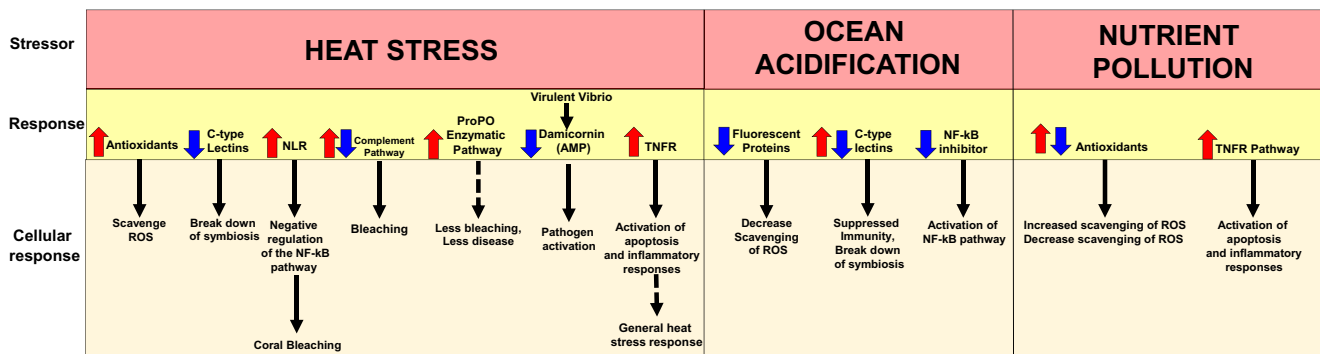 Stressor
HEAT STRESS
OCEAN
ACIDIFICATION
NUTRIENT
POLLUTION
Response
Antioxidants
C-type
Lectins
NLR
Complement
Pathway
ProPO
Enzymatic
Pathway
Virulent Vibrio
Damicornin
(AMP)
TNFR
Fluorescent
Proteins
C-type
lectins
NF-kB
inhibitor
Antioxidants
TNFR Pathway
Cellular
response
Scavenge
ROS
Break down
of symbiosis
Negative
regulation
of the NF-kB
pathway
Coral Bleaching
Bleaching
Less bleaching,
Less disease
Pathogen
activation
Activation of
apoptosis
and inflammatory
responses
General heat
stress response
Decrease
Scavenging
of ROS
Suppressed
Immunity,
Break down
of symbiosis
Activation of
NF-kB pathway
Increased scavenging of ROS
Decrease scavenging of ROS
Activation of
apoptosis
and inflammatory
responses